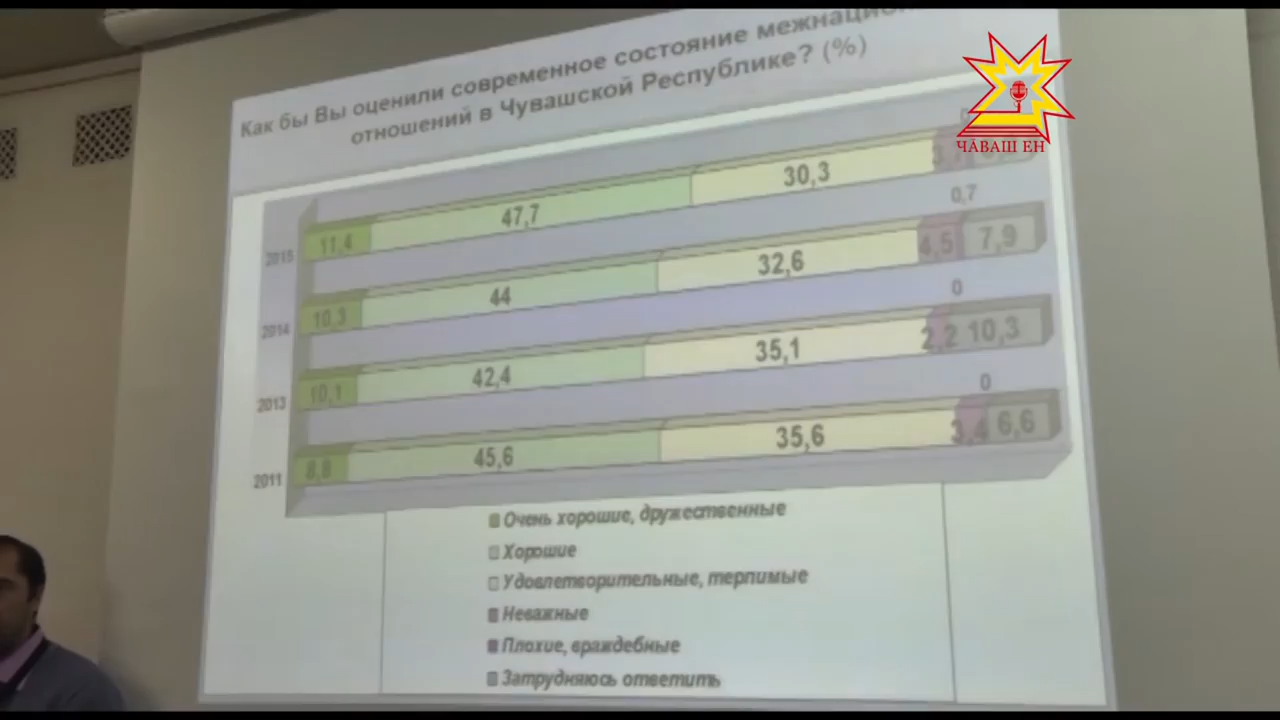 Как бы Вы оценили современное состояние
отношений в Чувашской Республике? (%)
ЧӐВАШ ЕН
2015 11,4 47,7 30,3
0,7
2014 10,3 44 32,6 4,5 7,9
0
2013 10,1 42,4 35,1 2,2 10,3
0
2011 8,8 45,6 35,6 3,4 6,6
Очень хорошие, дружественные
Хорошие
Удовлетворительные, терпимые
Неважные
Плохие, враждебные
Затрудняюсь ответить